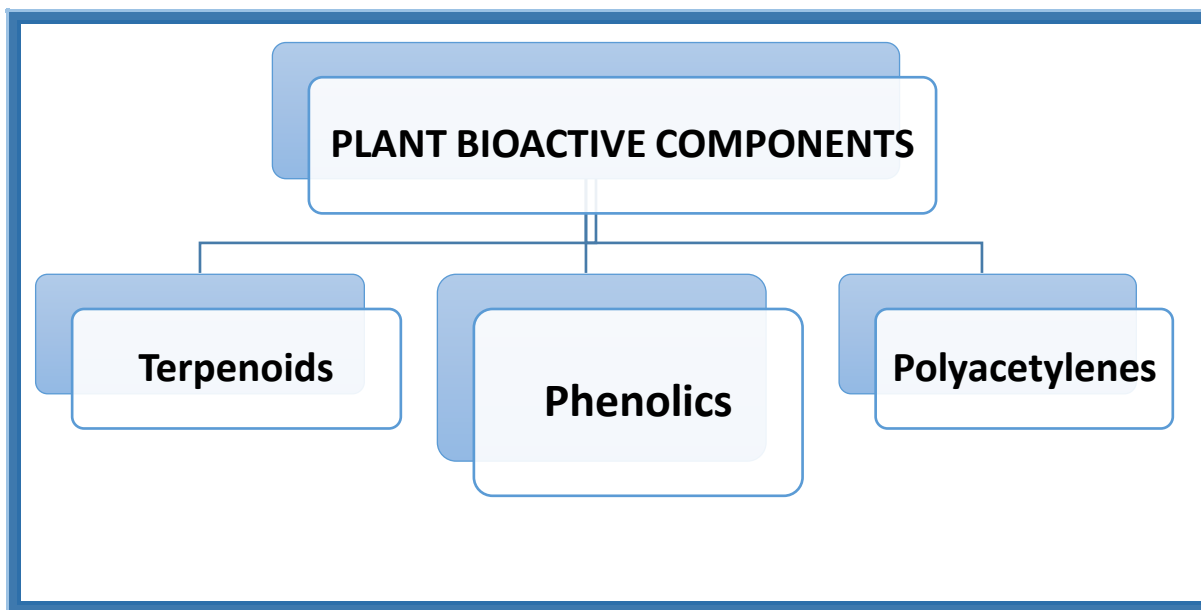 PLANT BIOACTIVE COMPONENTS
Terpenoids
Phenolics
Polyacetylenes